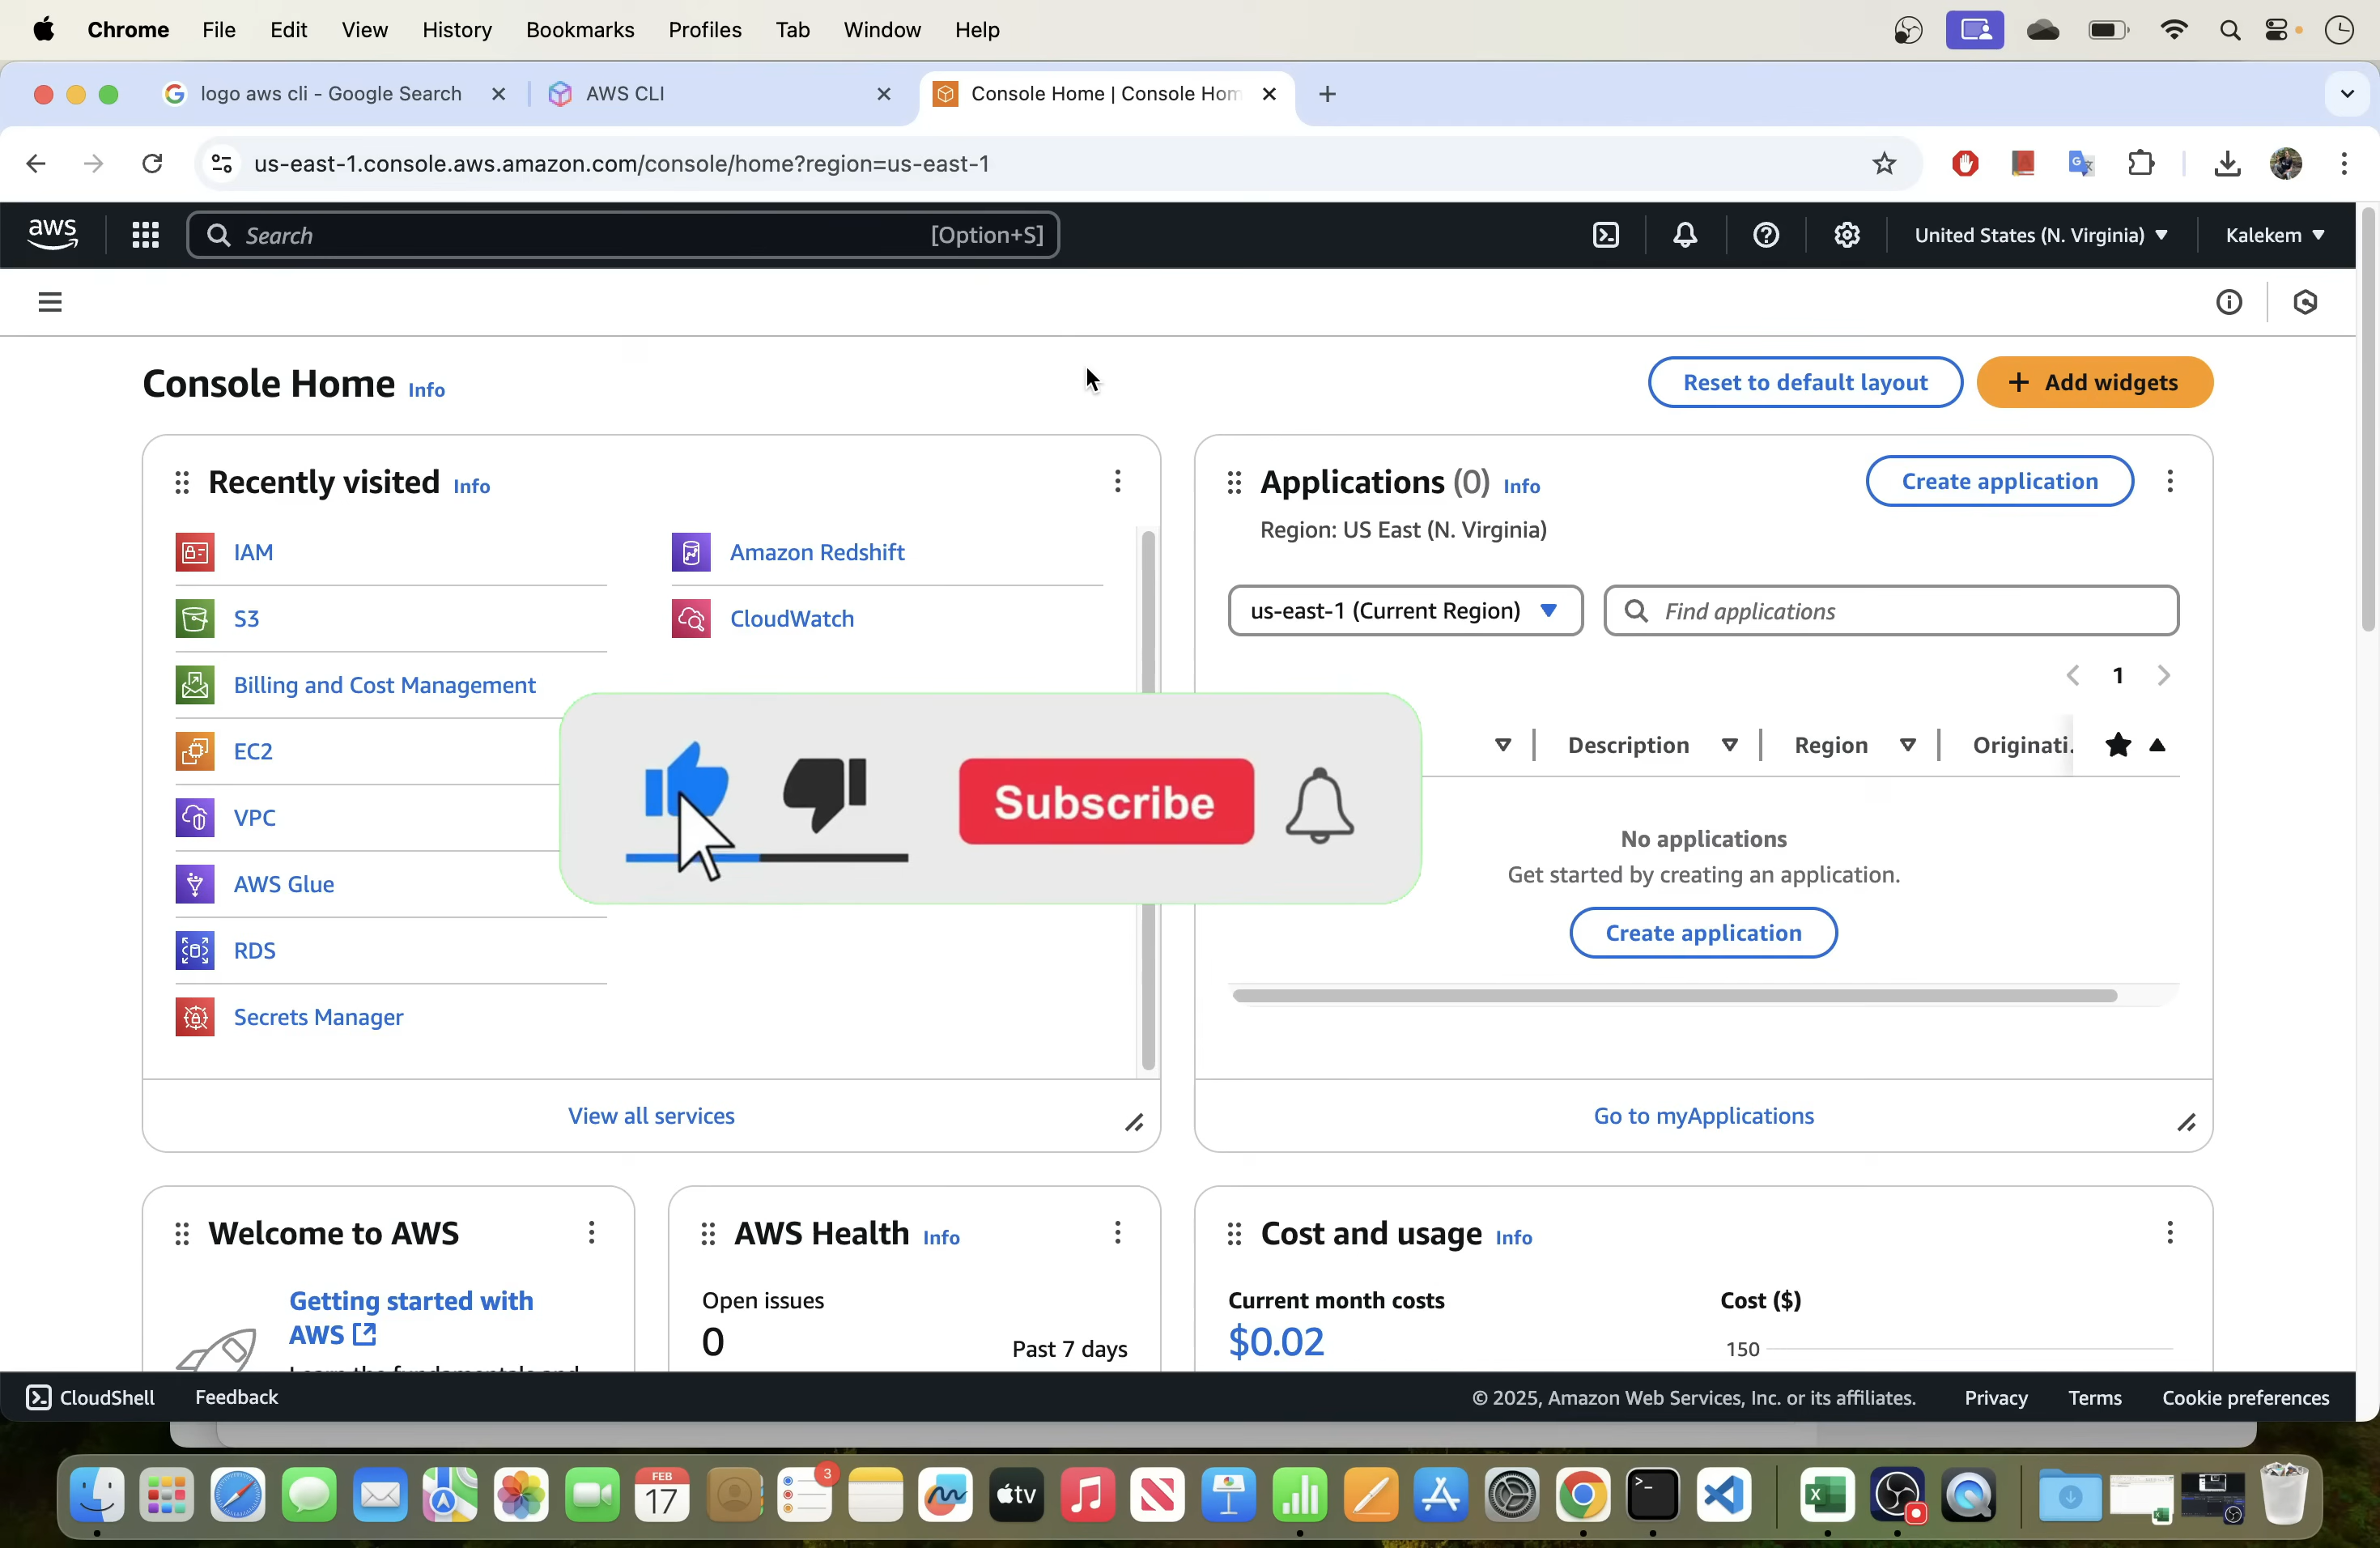 Chrome File Edit View History Bookmarks Profiles Tab Window Help
logo aws cli - Google Search
AWS CLI
Console Home | Console Hom
us-east-1.console.aws.amazon.com/console/home?region=us-east-1
aws
Search [Option+S]
United States (N. Virginia)
Kalekem
Console Home Info
Reset to default layout
Add widgets
Recently visited Info
IAM
S3
Billing and Cost Management
EC2
VPC
AWS Glue
RDS
Secrets Manager
Amazon Redshift
CloudWatch
View all services
Applications (0) Info
Create application
Region: US East (N. Virginia)
us-east-1 (Current Region)
Find applications
1
Description
Region
Originati.
No applications
Get started by creating an application.
Create application
Go to myApplications
Subscribe
Welcome to AWS
Getting started with
AWS
AWS Health Info
Open issues
0
Past 7 days
Cost and usage Info
Current month costs
$0.02
Cost ($)
150
CloudShell
Feedback
© 2025, Amazon Web Services, Inc. or its affiliates.
Privacy
Terms
Cookie preferences
FEB
17
3
tv